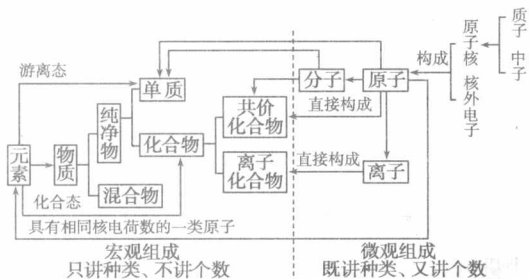 质子 中子
原子核 核外电子
构成
游离态
单质
分子
原子
纯净物
共价化合物
直接构成
元素
物质
化合物
离子化合物
直接构成
离子
混合物
化合态
具有相同核电荷数的一类原子
宏观组成
只讲种类、不讲个数
微观组成
既讲种类、又讲个数